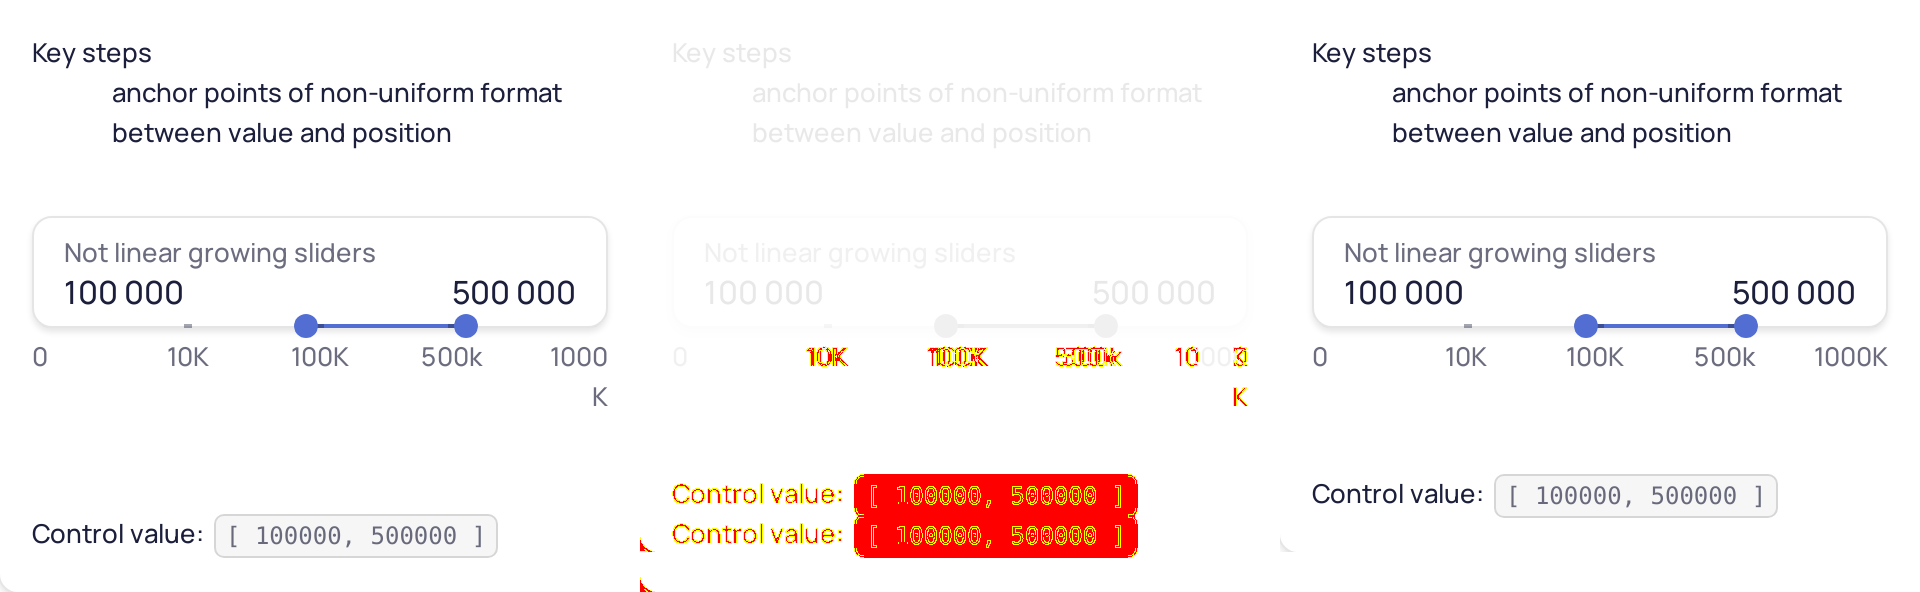 Key steps
anchor points of non-uniform format
between value and position
Not linear growing sliders
100 000 500 000
0 10K 100K 500k 1000
K
Control value: [ 100000, 500000 ]
Key steps
anchor points of non-uniform format
between value and position
Not linear growing sliders
100 000 500 000
0 10K
K
Control value: [ 100000, 500000 ]
Control value: [ 100000, 500000 ]
Key steps
anchor points of non-uniform format
between value and position
Not linear growing sliders
100 000 500 000
0 10K 100K 500k 1000K
Control value: [ 100000, 500000 ]